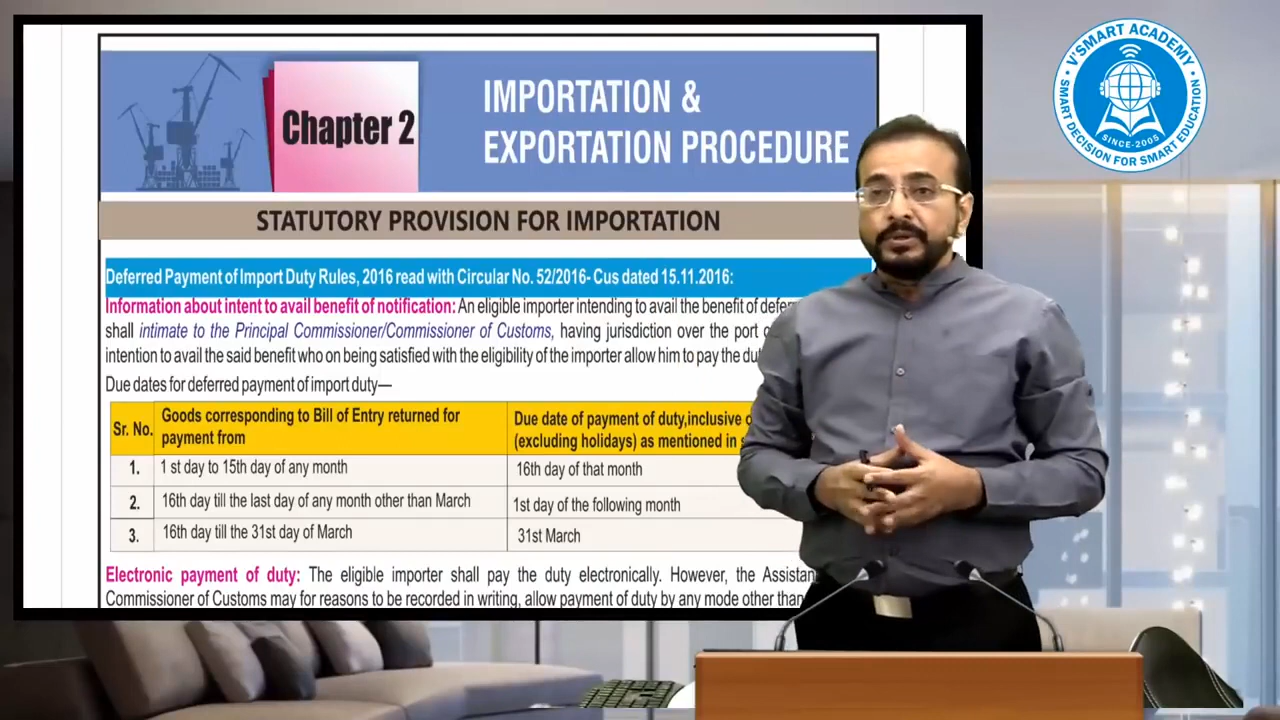 Chapter 2
IMPORTATION &
EXPORTATION PROCEDURE
STATUTORY PROVISION FOR IMPORTATION
Deferred Payment of Import Duty Rules, 2016 read with Circular No. 52/2016- Cus dated 15.11.2016:
Information about intent to avail benefit of notification: An eligible importer intending to avail the benefit of
shall intimate to the Principal Commissioner/Commissioner of Customs, having jurisdiction over the port
intention to avail the said benefit who on being satisfied with the eligibility of the importer allow him to pay the
Due dates for deferred payment of import duty—
Sr. No.
Goods corresponding to Bill of Entry returned for
payment from
Due date of payment of duty,inclusive
(excluding holidays) as mentioned in
1.
1 st day to 15th day of any month
16th day of that month
2.
16th day till the last day of any month other than March
1st day of the following month
3.
16th day till the 31st day of March
31st March
Electronic payment of duty: The eligible importer shall pay the duty electronically. However, the Assistan
Commissioner of Customs may for reasons to be recorded in writing, allow payment of duty by any mode other than
V'SMART ACADEMY
SINCE-2005
SMART DECISION FOR SMART EDUCATION